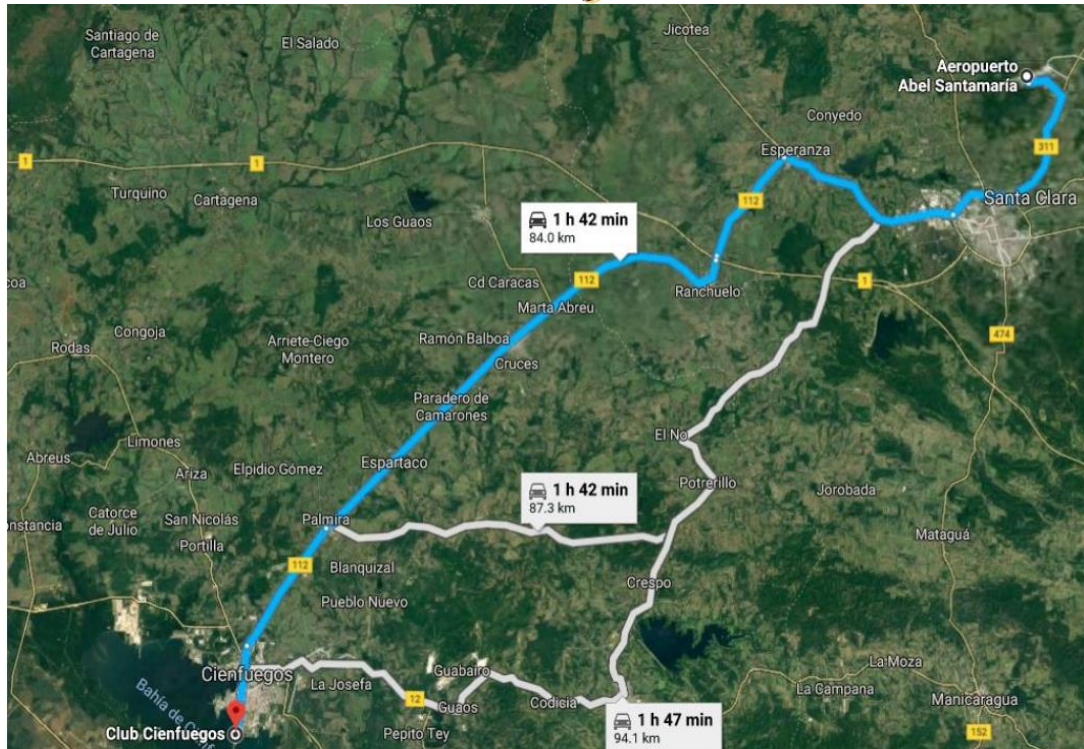 Santiago de
Cartagena
El Salado
Jicotea
Aeropuerto
Abel Santamaría
Conyedo
311
1
1
Esperanza
Turquino
Cartagena
112
Santa Clara
Los Guaos
1 h 42 min
84.0 km
Cd Caracas
112
Ranchuelo
1
Marta Abreu
Congoja
Arriete-Ciego
Montero
Ramón Balboa
474
Rodas
Cruces
Paradero de
Camarones
Limones
El No
Abreus
Ariza
Elpidio Gómez
Espartaco
1 h 42 min
87.3 km
Potrerillo
Jorobada
Catorce
de Julio
San Nicolás
Palmira
Mataguá
Portilla
112
Blanquizal
Crespo
Pueblo Nuevo
Cienfuegos
La Josefa
Guabairo
La Moza
La Campana
Manicaragua
12
Guaos
Codicia
Bahía de
Club Cienfuegos
Pepito Tey
1 h 47 min
94.1 km
152